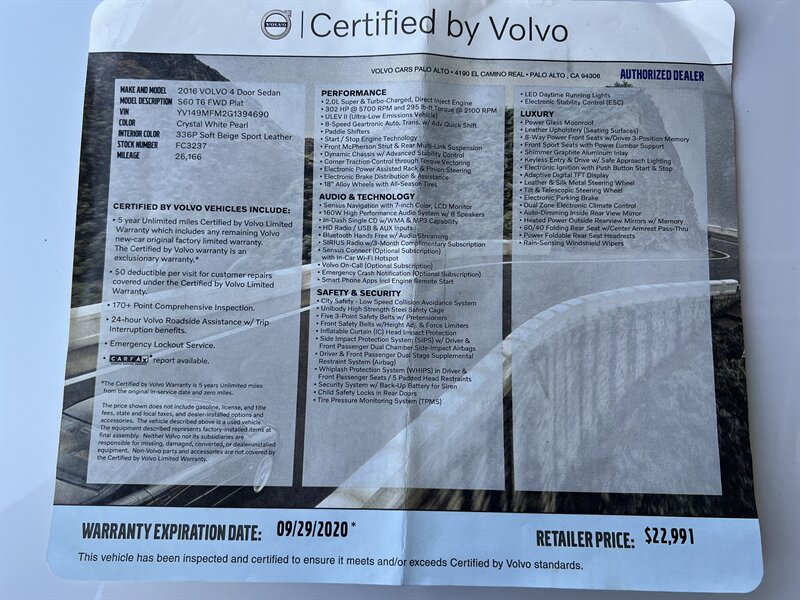 VOLVO
Certified by Volvo
VOLVO CARS PALO ALTO • 4190 EL CAMINO REAL • PALO ALTO , CA 94306
AUTHORIZED DEALER
MAKE AND MODEL 2016 VOLVO 4 Door Sedan
MODEL DESCRIPTION S60 T6 FWD Plat
VIN YV149MFM2G1394690
COLOR Crystal White Pearl
INTERIOR COLOR 336P Soft Beige Sport Leather
STOCK NUMBER FC3237
MILEAGE 26,166
CERTIFIED BY VOLVO VEHICLES INCLUDE:
• 5 year Unlimited miles Certified by Volvo Limited
Warranty which includes any remaining Volvo
new-car original factory limited warranty.
The Certified by Volvo warranty is an
exclusionary warranty.*
• $0 deductible per visit for customer repairs
covered under the Certified by Volvo Limited
Warranty.
• 170+ Point Comprehensive Inspection.
• 24-hour Volvo Roadside Assistance w/ Trip
Interruption benefits.
• Emergency Lockout Service.
• CARFAX report available.
*The Certified by Volvo Warranty is 5 years Unlimited miles
from the original in-service date and zero miles.
The price shown does not include gasoline, license, and title
fees, state and local taxes, and dealer-installed options and
accessories. The vehicle described above is a used vehicle.
The equipment described represents factory-installed items at
final assembly. Neither Volvo nor its subsidiaries are
responsible for missing, damaged, converted, or dealer-installed
equipment. Non-Volvo parts and accessories are not covered by
the Certified by Volvo Limited Warranty.
PERFORMANCE
• 2.0L Super & Turbo-Charged, Direct Inject Engine
• 302 HP @ 5700 RPM and 295 lb-ft Torque @ 2100 RPM
• ULEV II (Ultra-Low Emissions Vehicle)
• 8-Speed Geartronic Auto. Trans. w/ Adv Quick Shift
• Paddle Shifters
• Start / Stop Engine Technology
• Front McPherson Strut & Rear Multi-Link Suspension
• Dynamic Chassis w/ Advanced Stability Control
• Corner Traction Control through Torque Vectoring
• Electronic Power Assisted Rack & Pinion Steering
• Electronic Brake Distribution & Assistance
• 18" Alloy Wheels with All-Season Tires
AUDIO & TECHNOLOGY
• Sensus Navigation with 7-inch Color, LCD Monitor
• 160W High Performance Audio System w/ 8 Speakers
• In-Dash Single CD w/WMA & MP3 Capability
• HD Radio / USB & AUX Inputs
• Bluetooth Hands Free w/ Audio Streaming
• SIRIUS Radio w/3-Month Complimentary Subscription
• Sensus Connect (Optional Subscription)
with In-Car Wi-Fi Hotspot
• Volvo On-Call (Optional Subscription)
• Emergency Crash Notification (Optional Subscription)
• Smart Phone Apps Incl Engine Remote Start
SAFETY & SECURITY
• City Safety - Low Speed Collision Avoidance System
• Unibody High Strength Steel Safety Cage
• Five 3-Point Safety Belts w/ Pretensioners
• Front Safety Belts w/Height Adj. & Force Limiters
• Inflatable Curtain (IC) Head Impact Protection
• Side Impact Protection System (SIPS) w/ Driver &
Front Passenger Dual Chamber Side-Impact Airbags
• Driver & Front Passenger Dual Stage Supplemental
Restraint System (Airbag)
• Whiplash Protection System (WHIPS) in Driver &
Front Passenger Seats / 5 Padded Head Restraints
• Security System w/ Back-Up Battery for Siren
• Child Safety Locks in Rear Doors
• Tire Pressure Monitoring System (TPMS)
• LED Daytime Running Lights
• Electronic Stability Control (ESC)
LUXURY
• Power Glass Moonroof
• Leather Upholstery (Seating Surfaces)
• 8-Way Power Front Seats w/Driver 3-Position Memory
• Front Sport Seats with Power Lumbar Support
• Shimmer Graphite Aluminum Inlay
• Keyless Entry & Drive w/ Safe Approach Lighting
• Electronic Ignition with Push Button Start & Stop
• Adaptive Digital TFT Display
• Leather & Silk Metal Steering Wheel
• Tilt & Telescopic Steering Wheel
• Electronic Parking Brake
• Dual Zone Electronic Climate Control
• Auto-Dimming Inside Rear View Mirror
• Heated Power Outside Rearview Mirrors w/ Memory
• 60/40 Folding Rear Seat w/Center Armrest Pass-Thru
• Power Foldable Rear Seat Headrests
• Rain-Sensing Windshield Wipers
WARRANTY EXPIRATION DATE: 09/29/2020 *
RETAILER PRICE: $22,991
This vehicle has been inspected and certified to ensure it meets and/or exceeds Certified by Volvo standards.